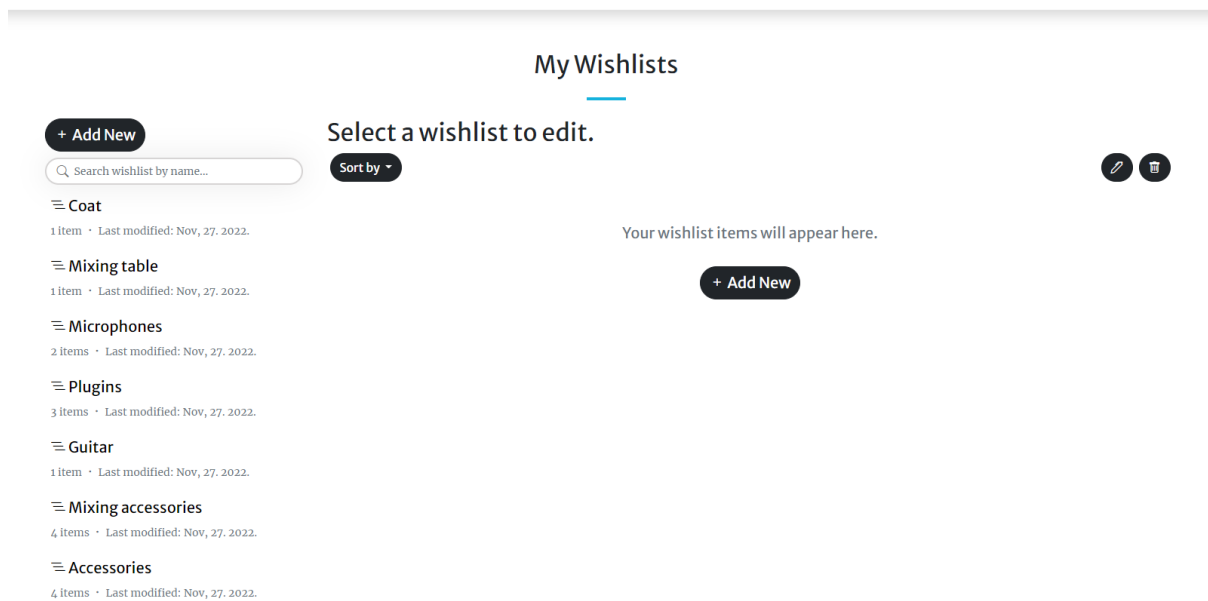 My Wishlists
+ Add New
Search wishlist by name...
Coat
1 item · Last modified: Nov, 27. 2022.
Mixing table
1 item · Last modified: Nov, 27. 2022.
Microphones
2 items · Last modified: Nov, 27. 2022.
Plugins
3 items · Last modified: Nov, 27. 2022.
Guitar
1 item · Last modified: Nov, 27. 2022.
Mixing accessories
4 items · Last modified: Nov, 27. 2022.
Accessories
4 items · Last modified: Nov, 27. 2022.
Select a wishlist to edit.
Sort by
Your wishlist items will appear here.
+ Add New